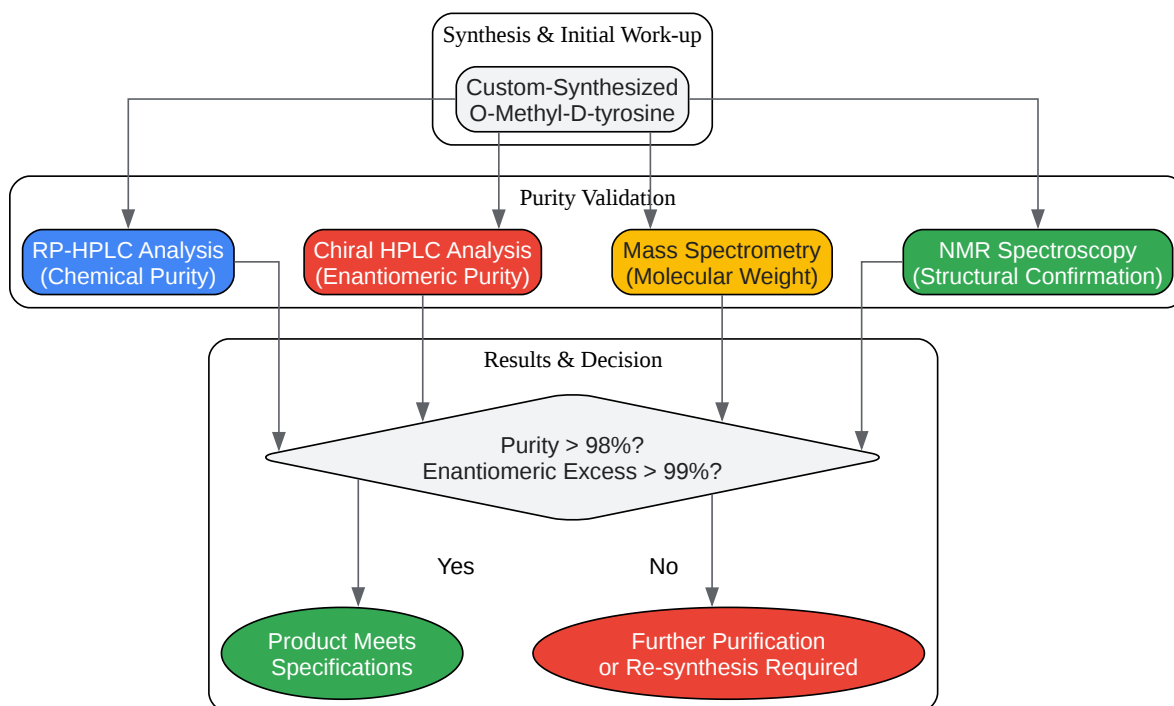 Synthesis & Initial Work-up
Custom-Synthesized
O-Methyl-D-tyrosine
Purity Validation
RP-HPLC Analysis
(Chemical Purity)
Chiral HPLC Analysis
(Enantiomeric Purity)
Mass Spectrometry
(Molecular Weight)
NMR Spectroscopy
(Structural Confirmation)
Results & Decision
Purity > 98%?
Enantiomeric Excess > 99%?
Yes
No
Product Meets
Specifications
Further Purification
or Re-synthesis Required